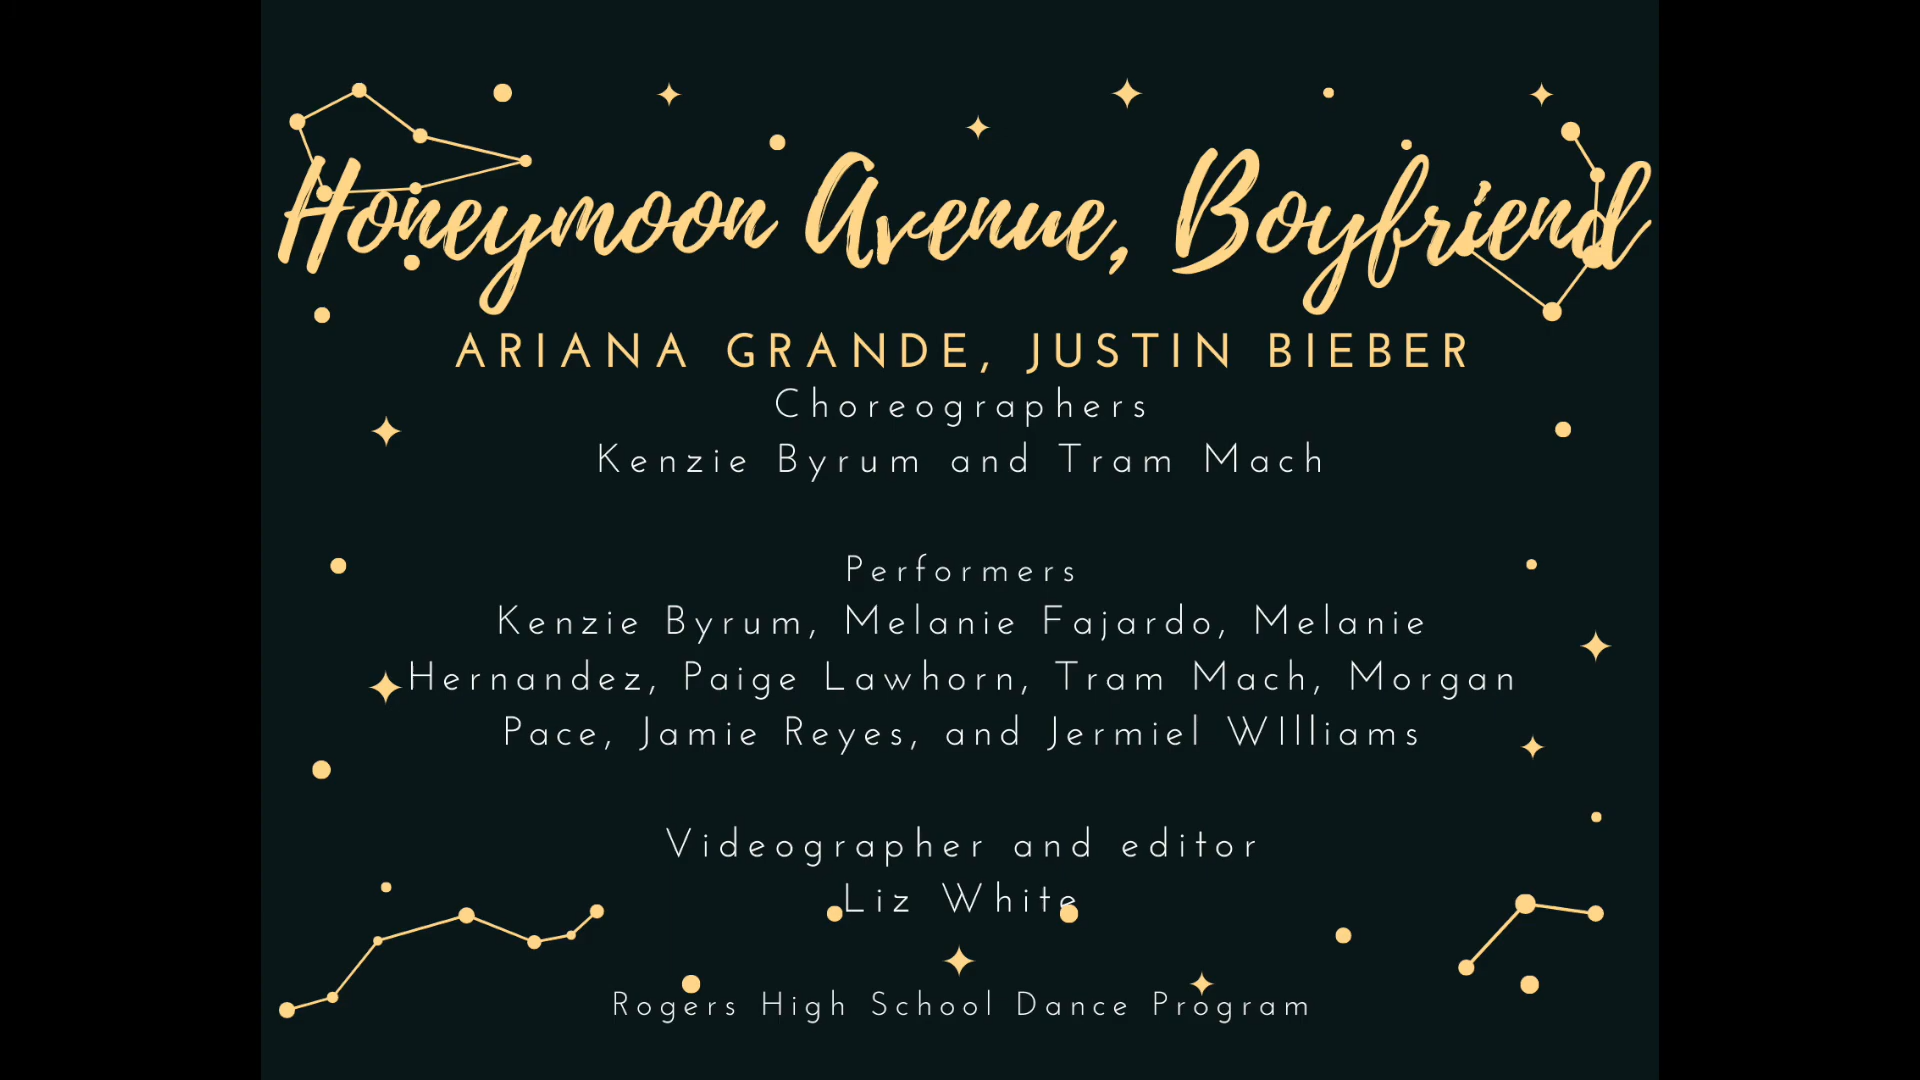 Honeymoon Avenue, Boyfriend
ARIANA GRANDE, JUSTIN BIEBER
Choreographers
Kenzie Byrum and Tram Mach
Performers
Kenzie Byrum, Melanie Fajardo, Melanie
Hernandez, Paige Lawhorn, Tram Mach, Morgan
Pace, Jamie Reyes, and Jermiel WIlliams
Videographer and editor
Liz White
Rogers High School Dance Program